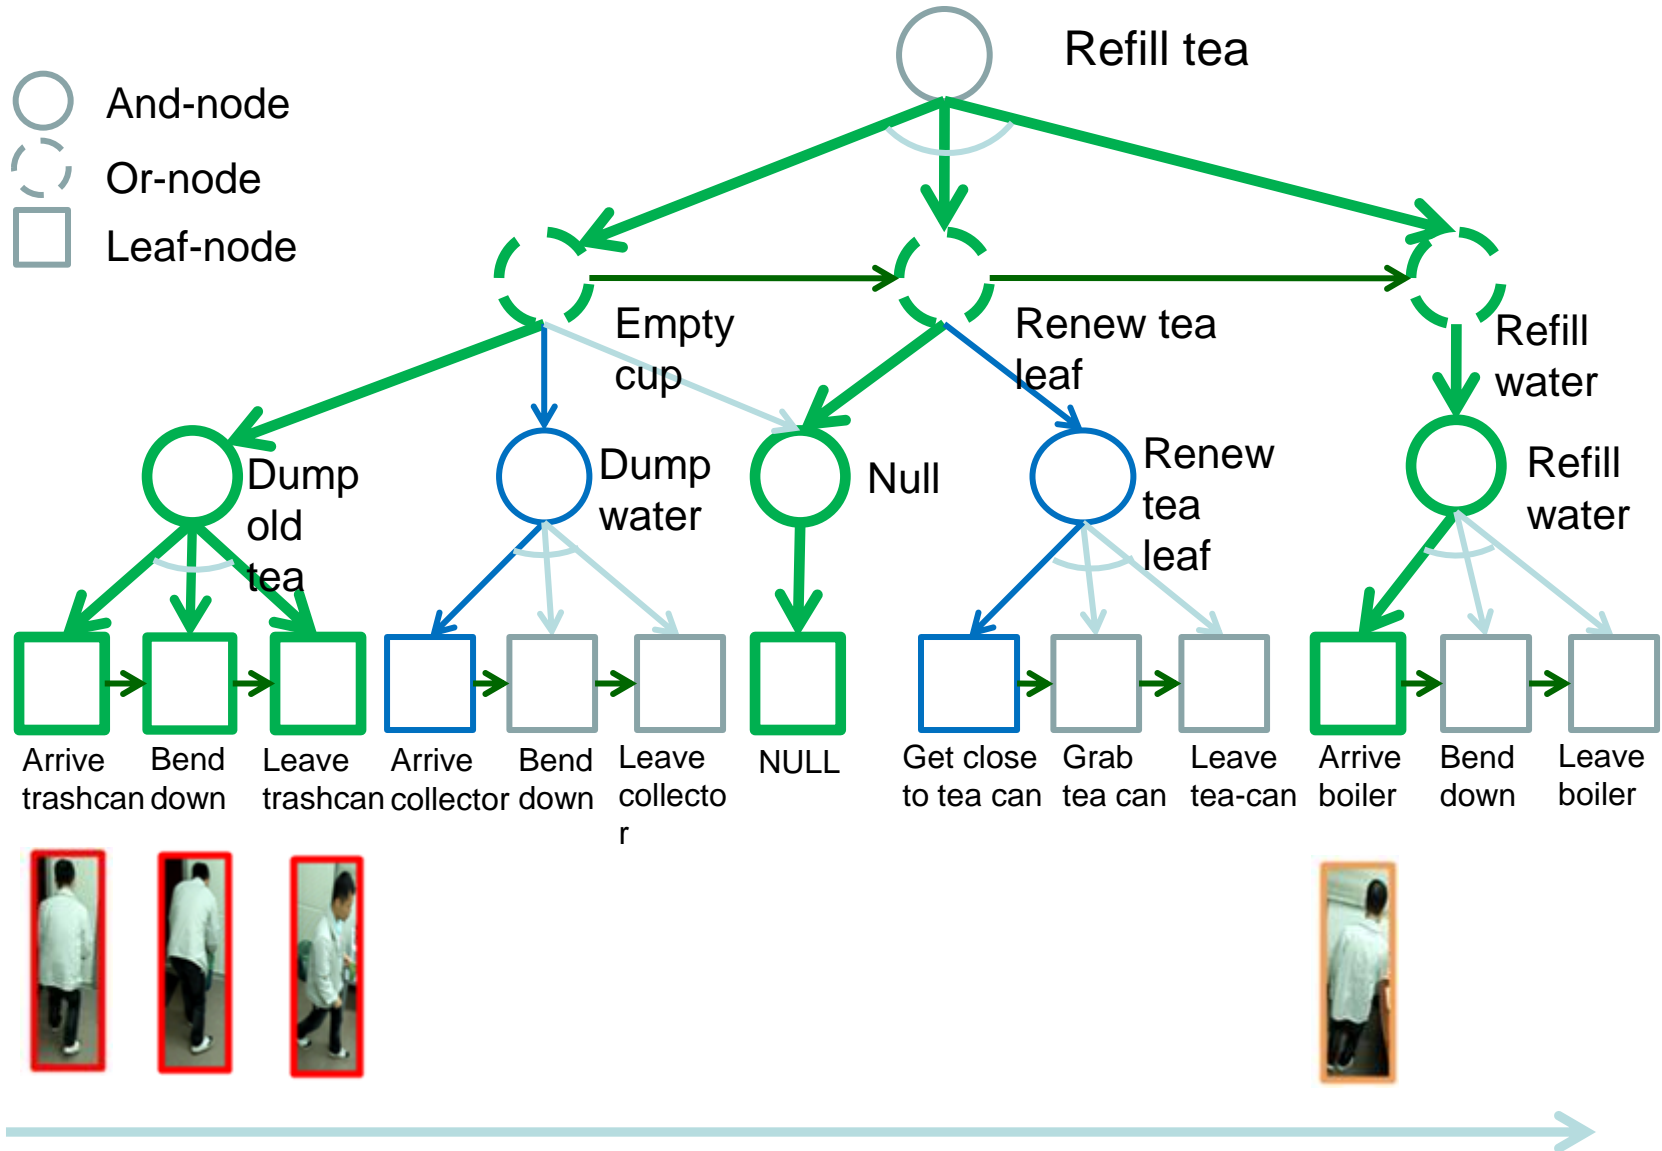 Refill tea
And-node
Or-node
Leaf-node
Empty
cup
Renew tea
leaf
Refill
water
Dump
old
tea
Dump
water
Null
Renew
tea
leaf
Refill
water
Arrive
trashcan
Bend
down
Leave
trashcan
Arrive
collector
Bend
down
Leave
collecto
r
NULL
Get close
to tea can
Grab
tea can
Leave
tea-can
Arrive
boiler
Bend
down
Leave
boiler